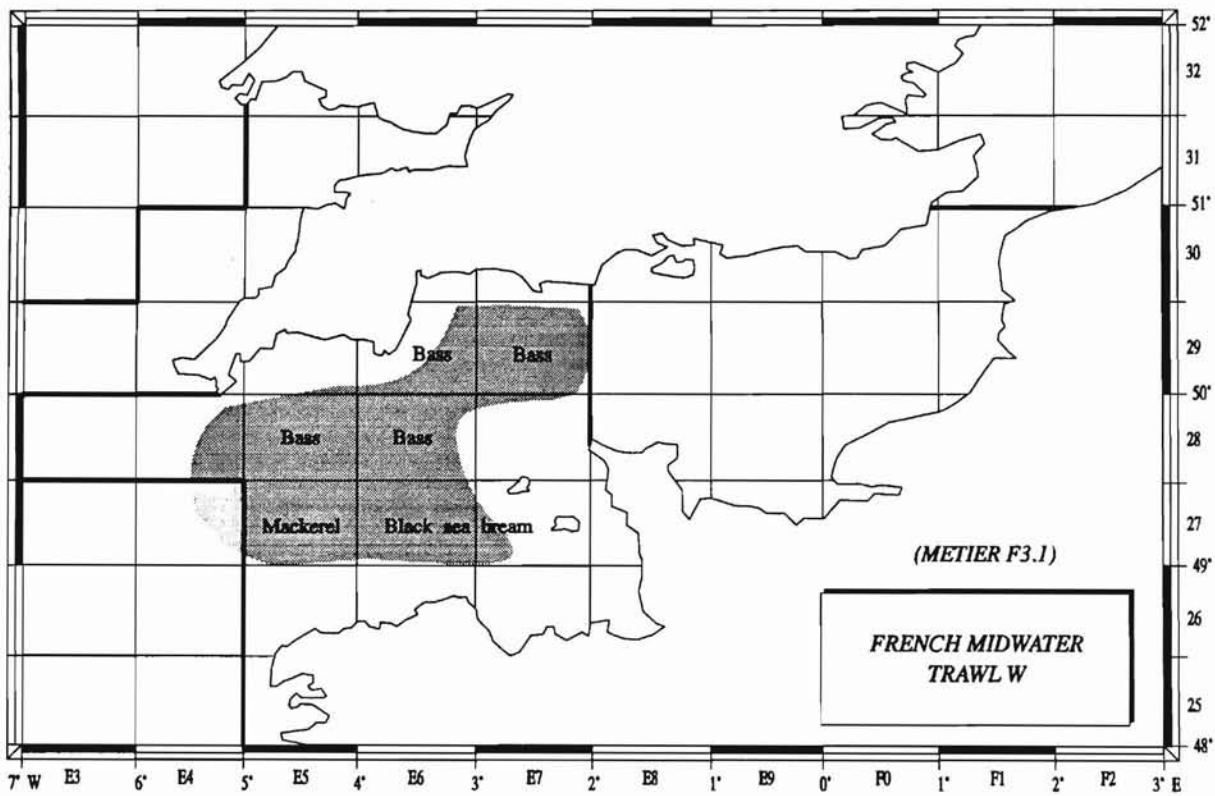 52°
32
31
51°
30
Bass Bass 29
50°
Bass Bass 28
Mackerel Black sea bream 27
(METIER F3.1)
49°
FRENCH MIDWATER
TRAWL W
26
25
48°
7° W E3 6° E4 5° E5 4° E6 3° E7 2° E8 1° E9 0° F0 1° F1 2° F2 3° E